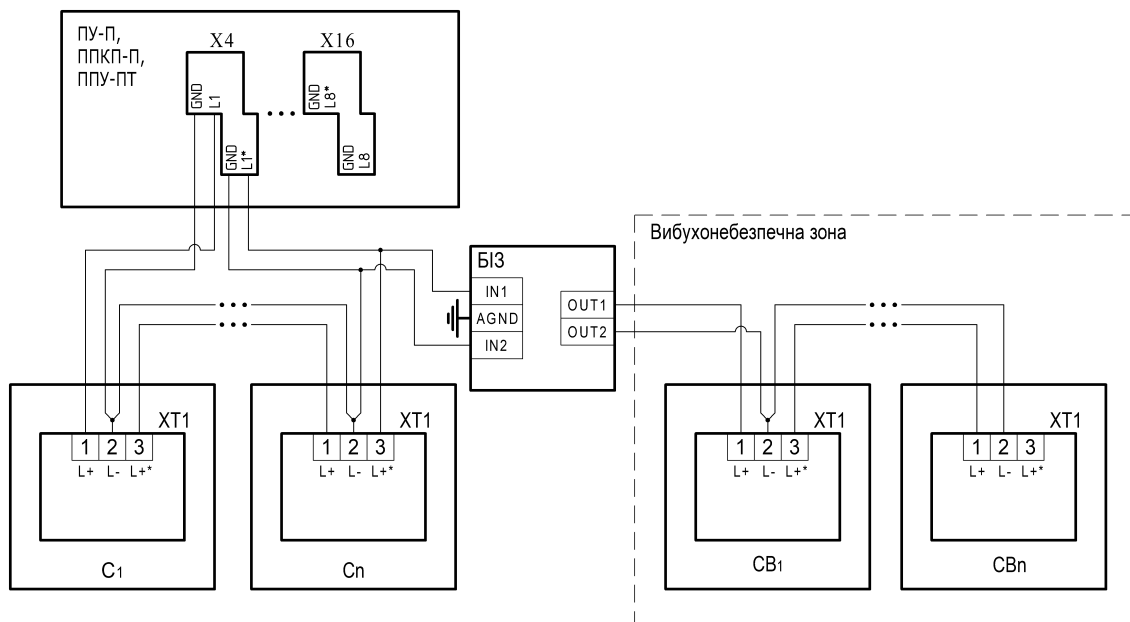 ПУ-П,
ППКП-П,
ППУ-ПТ
X4
X16
GND
L1
GND
L1*
GND
L8*
GND
L8
Вибухонебезпечна зона
БІЗ
IN1
AGND
IN2
OUT1
OUT2
XT1
1 2 3
L+ L- L+*
C1
XT1
1 2 3
L+ L- L+*
Cn
XT1
1 2 3
L+ L- L+*
СВ1
XT1
1 2 3
L+ L- L+*
СВn